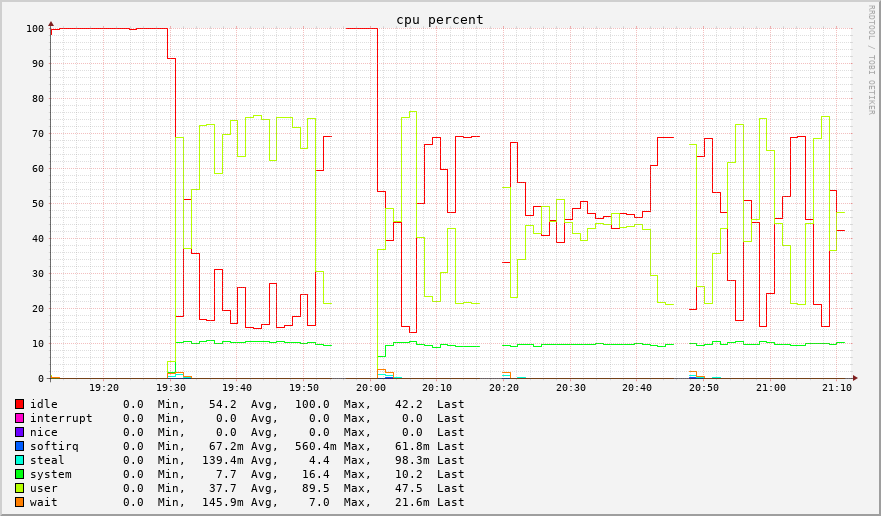 cpu percent
RRDTOOL / TOBI OETIKER
100
90
80
70
60
50
40
30
20
10
0
19:20 19:30 19:40 19:50 20:00 20:10 20:20 20:30 20:40 20:50 21:00 21:10
idle 0.0 Min, 54.2 Avg, 100.0 Max, 42.2 Last
interrupt 0.0 Min, 0.0 Avg, 0.0 Max, 0.0 Last
nice 0.0 Min, 0.0 Avg, 0.0 Max, 0.0 Last
softirq 0.0 Min, 67.2m Avg, 560.4m Max, 61.8m Last
steal 0.0 Min, 139.4m Avg, 4.4 Max, 98.3m Last
system 0.0 Min, 7.7 Avg, 16.4 Max, 10.2 Last
user 0.0 Min, 37.7 Avg, 89.5 Max, 47.5 Last
wait 0.0 Min, 145.9m Avg, 7.0 Max, 21.6m Last